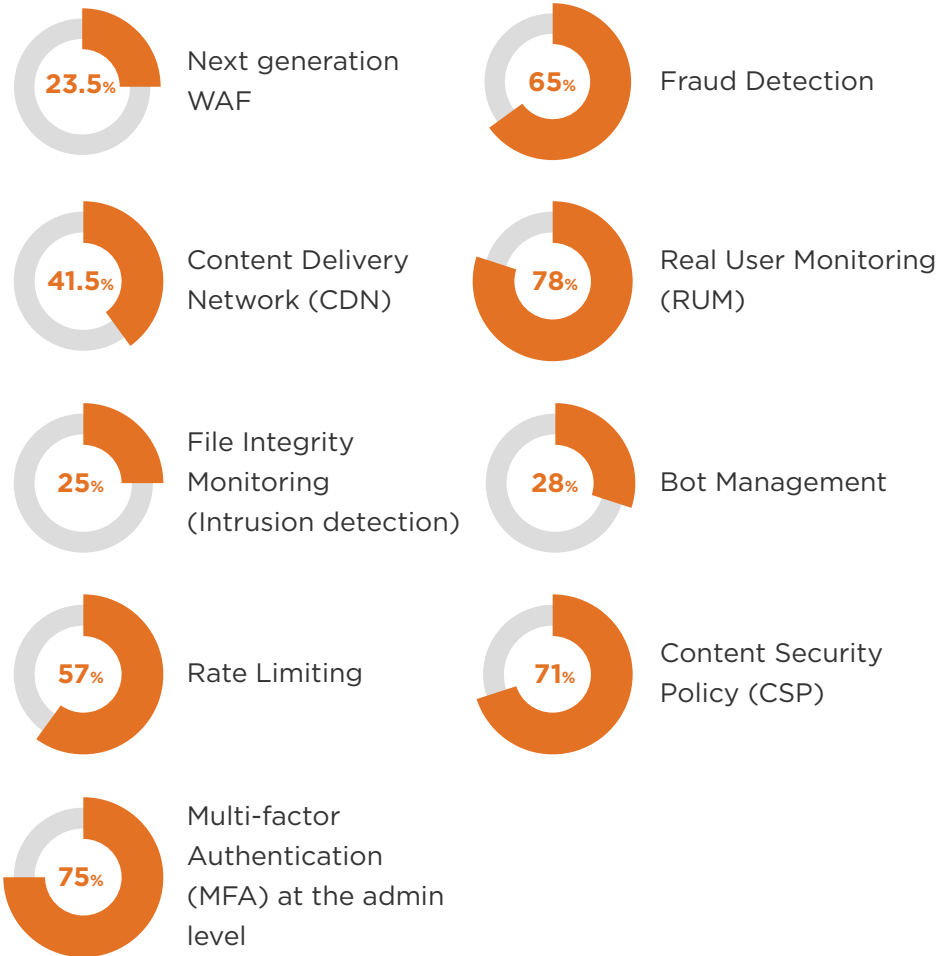 23.5%
Next generation
WAF
65%
Fraud Detection
41.5%
Content Delivery
Network (CDN)
78%
Real User Monitoring
(RUM)
25%
File Integrity
Monitoring
(Intrusion detection)
28%
Bot Management
57%
Rate Limiting
71%
Content Security
Policy (CSP)
75%
Multi-factor
Authentication
(MFA) at the admin
level